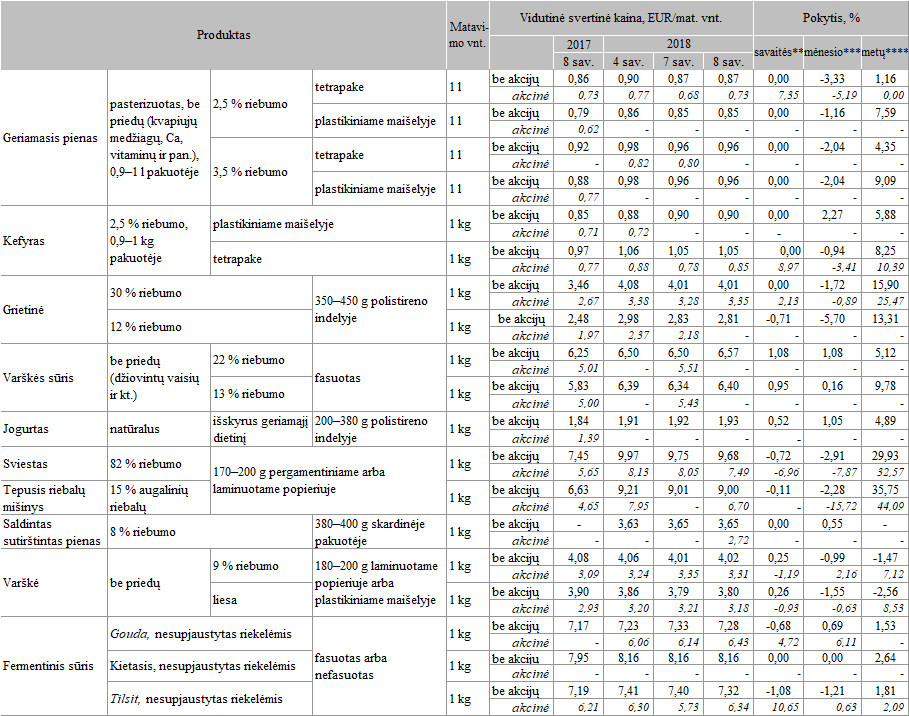 Produktas Matavi- Vidutinė svertinė kaina, EUR/mat. vnt. Pokytis, %
mo vnt. 2017 2018 savaitės** mėnesio*** metų****
8 sav. 4 sav. 7 sav. 8 sav.
Geriamasis pienas pasterizuotas, be priedų (kvapiųjų medžiagų, Ca, vitaminų ir pan.), 0,9–1 l pakuotėje 2,5 % riebumo tetrapake 1 l be akcijų 0,86 0,90 0,87 0,87 0,00 -3,33 1,16
akcinė 0,73 0,77 0,68 0,73 7,35 -5,19 0,00
plastikiniame maišelyje 1 l be akcijų 0,79 0,86 0,85 0,85 0,00 -1,16 7,59
akcinė 0,62 - - - - - -
3,5 % riebumo tetrapake 1 l be akcijų 0,92 0,98 0,96 0,96 0,00 -2,04 4,35
akcinė - 0,82 0,80 - - - -
plastikiniame maišelyje 1 l be akcijų 0,88 0,98 0,96 0,96 0,00 -2,04 9,09
akcinė 0,77 - - - - - -
Kefyras 2,5 % riebumo, 0,9–1 kg pakuotėje plastikiniame maišelyje 1 kg be akcijų 0,85 0,88 0,90 0,90 0,00 2,27 5,88
akcinė 0,71 0,72 - - - - -
tetrapake 1 kg be akcijų 0,97 1,06 1,05 1,05 0,00 -0,94 8,25
akcinė 0,77 0,88 0,78 0,85 8,97 -3,41 10,39
Grietinė 30 % riebumo 350–450 g polistireno indelyje 1 kg be akcijų 3,46 4,08 4,01 4,01 0,00 -1,72 15,90
akcinė 2,67 3,38 3,28 3,35 2,13 -0,89 25,47
12 % riebumo 1 kg be akcijų 2,48 2,98 2,83 2,81 -0,71 -5,70 13,31
akcinė 1,97 2,37 2,18 - - - -
Varškės sūris be priedų (džiovintų vaisių ir kt.) 22 % riebumo fasuotas 1 kg be akcijų 6,25 6,50 6,50 6,57 1,08 1,08 5,12
akcinė 5,01 - 5,51 - - - -
13 % riebumo 1 kg be akcijų 5,83 6,39 6,34 6,40 0,95 0,16 9,78
akcinė 5,00 - 5,43 - - - -
Jogurtas natūralus išskyrus geriamąjį dietinį 200–380 g polistireno indelyje 1 kg be akcijų 1,84 1,91 1,92 1,93 0,52 1,05 4,89
akcinė 1,39 - - - - - -
Sviestas 82 % riebumo 170–200 g pergamentiniame arba laminuotame popieriuje 1 kg be akcijų 7,45 9,97 9,75 9,68 -0,72 -2,91 29,93
akcinė 5,65 8,13 8,05 7,49 -6,96 -7,87 32,57
Tepusis riebalų mišinys 15 % augalinių riebalų 1 kg be akcijų 6,63 9,21 9,01 9,00 -0,11 -2,28 35,75
akcinė 4,65 7,95 - 6,70 - -15,72 44,09
Saldintas sutirštintas pienas 8 % riebumo 380–400 g skardinėje pakuotėje 1 kg be akcijų - 3,63 3,65 3,65 0,00 0,55 -
akcinė - - - 2,72 - - -
Varškė be priedų 9 % riebumo 180–200 g laminuotame popieriuje arba plastikiniame maišelyje 1 kg be akcijų 4,08 4,06 4,01 4,02 0,25 -0,99 -1,47
akcinė 3,09 3,24 3,35 3,31 -1,19 2,16 7,12
liesa 1 kg be akcijų 3,90 3,86 3,79 3,80 0,26 -1,55 -2,56
akcinė 2,93 3,20 3,21 3,18 -0,93 -0,63 8,53
Fermentinis sūris Gouda, nesupjaustytas riekelėmis fasuotas arba nefasuotas 1 kg be akcijų 7,17 7,23 7,33 7,28 -0,68 0,69 1,53
akcinė - 6,06 6,14 6,43 4,72 6,11 -
Kietasis, nesupjaustytas riekelėmis 1 kg be akcijų 7,95 8,16 8,16 8,16 0,00 0,00 2,64
akcinė - - - - - - -
Tilsit, nesupjaustytas riekelėmis 1 kg be akcijų 7,19 7,41 7,40 7,32 -1,08 -1,21 1,81
akcinė 6,21 6,30 5,73 6,34 10,65 0,63 2,09